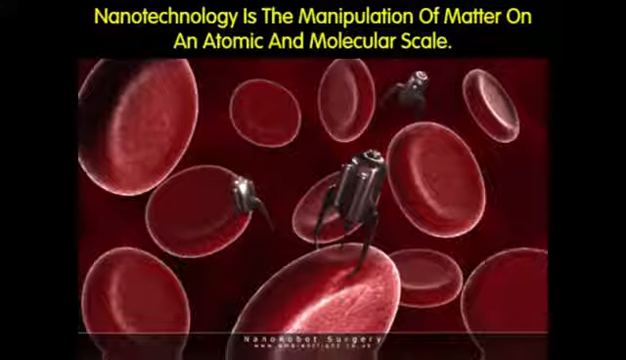 Nanotechnology Is The Manipulation Of Matter On
An Atomic And Molecular Scale.
NanoRobot Surgery